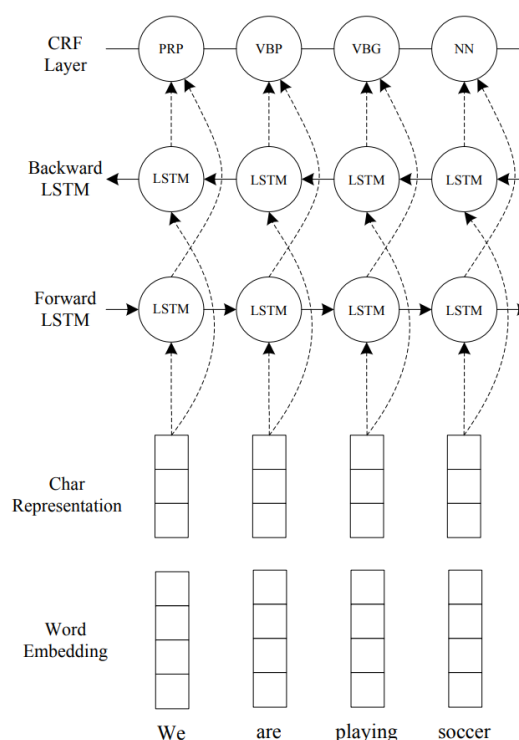 CRF
Layer
PRP VBP VBG NN
Backward
LSTM
LSTM LSTM LSTM LSTM
Forward
LSTM
LSTM LSTM LSTM LSTM
Char
Representation
Word
Embedding
We are playing soccer